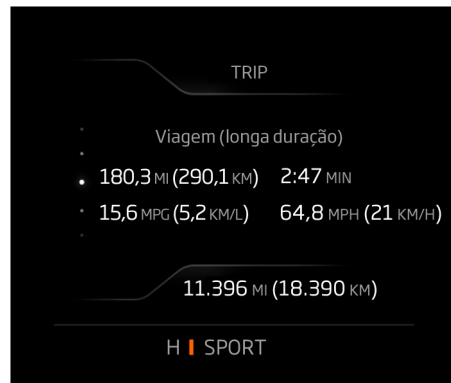 TRIP
Viagem (longa duração)
180,3 MI (290,1 KM) 2:47 MIN
15,6 MPG (5,2 KM/L) 64,8 MPH (21 KM/H)
11.396 MI (18.390 KM)
H SPORT